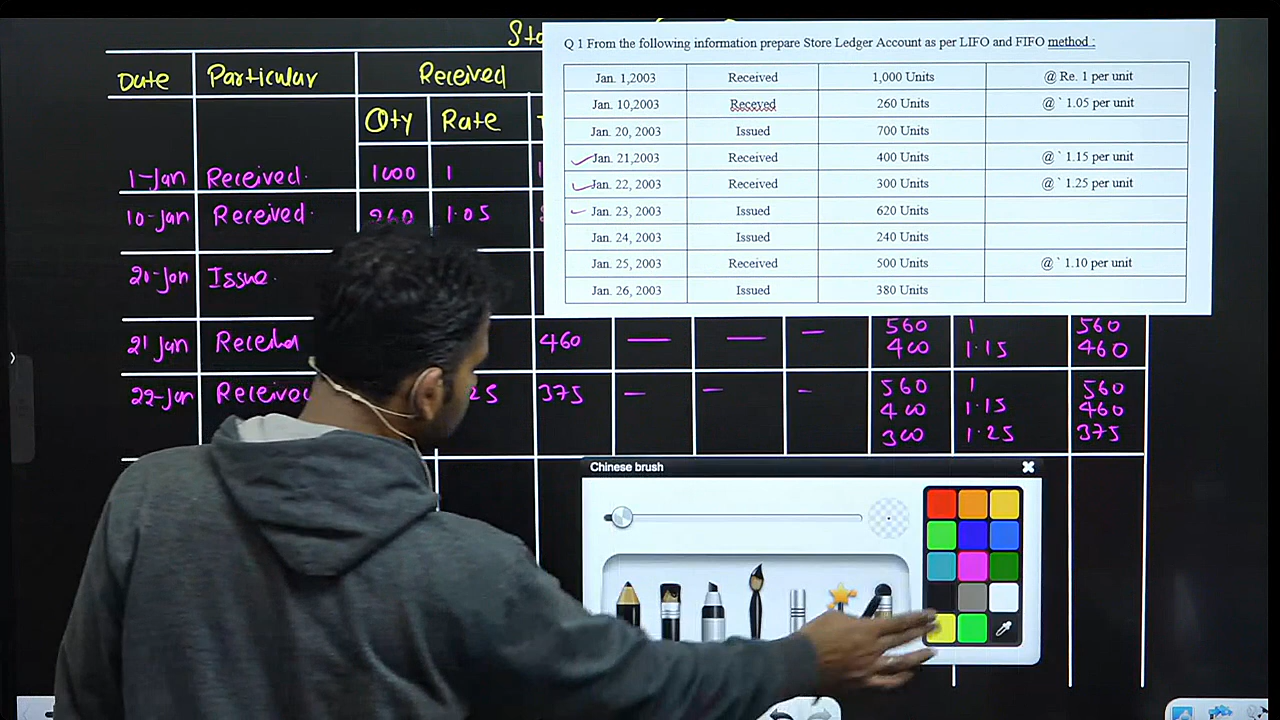 Q 1 From the following information prepare Store Ledger Account as per LIFO and FIFO method :
Jan. 1,2003 Received 1,000 Units @ Re. 1 per unit
Jan. 10,2003 Receved 260 Units @ ` 1.05 per unit
Jan. 20, 2003 Issued 700 Units
Jan. 21,2003 Received 400 Units @ ` 1.15 per unit
Jan. 22, 2003 Received 300 Units @ ` 1.25 per unit
Jan. 23, 2003 Issued 620 Units
Jan. 24, 2003 Issued 240 Units
Jan. 25, 2003 Received 500 Units @ ` 1.10 per unit
Jan. 26, 2003 Issued 380 Units
Date Particular Received
Qty Rate
1-Jan Received. 1000 1
10-Jan Received. 260 1.05
20-Jan Issue.
21 Jan Received 460 — — — 560 1 560
400 1.15 460
22-Jan Received 375 — — — 560 1 560
400 1.15 460
300 1.25 375
Chinese brush